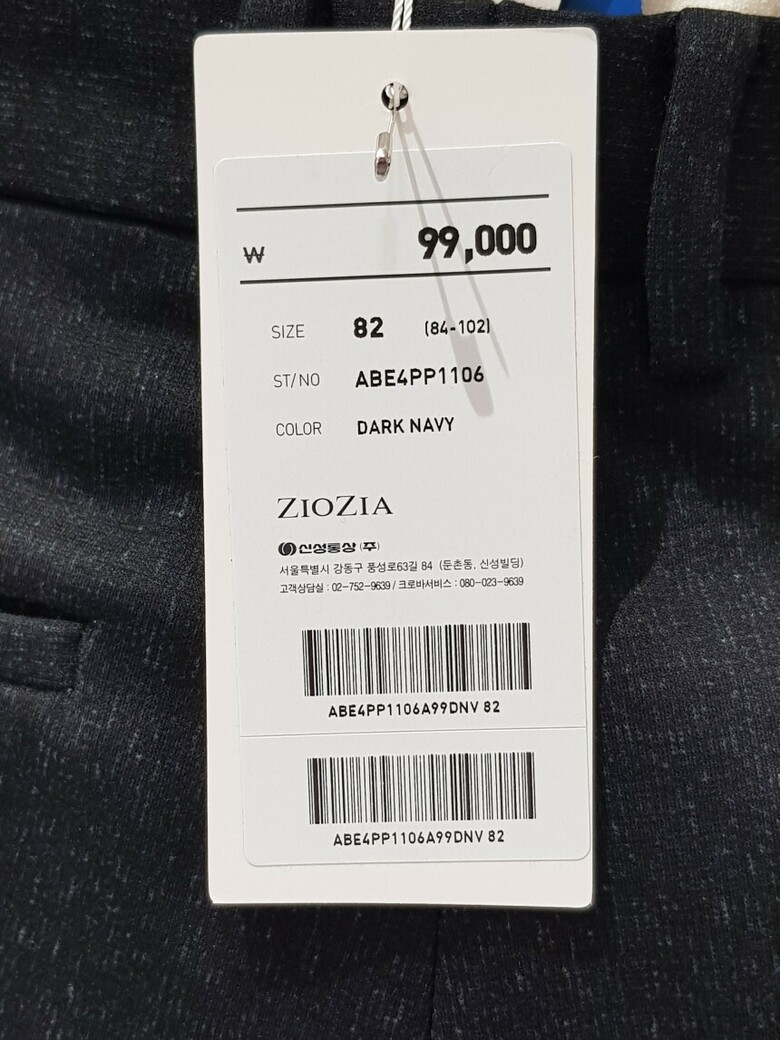 ₩ 99,000
SIZE 82 (84-102)
ST/NO ABE4PP1106
COLOR DARK NAVY
ZIOZIA
신성통상(주)
서울특별시 강동구 풍성로63길 84 (둔촌동, 신성빌딩)
고객상담실 : 02-752-9639 / 크로바서비스 : 080-023-9639
ABE4PP1106A99DNV 82
ABE4PP1106A99DNV 82